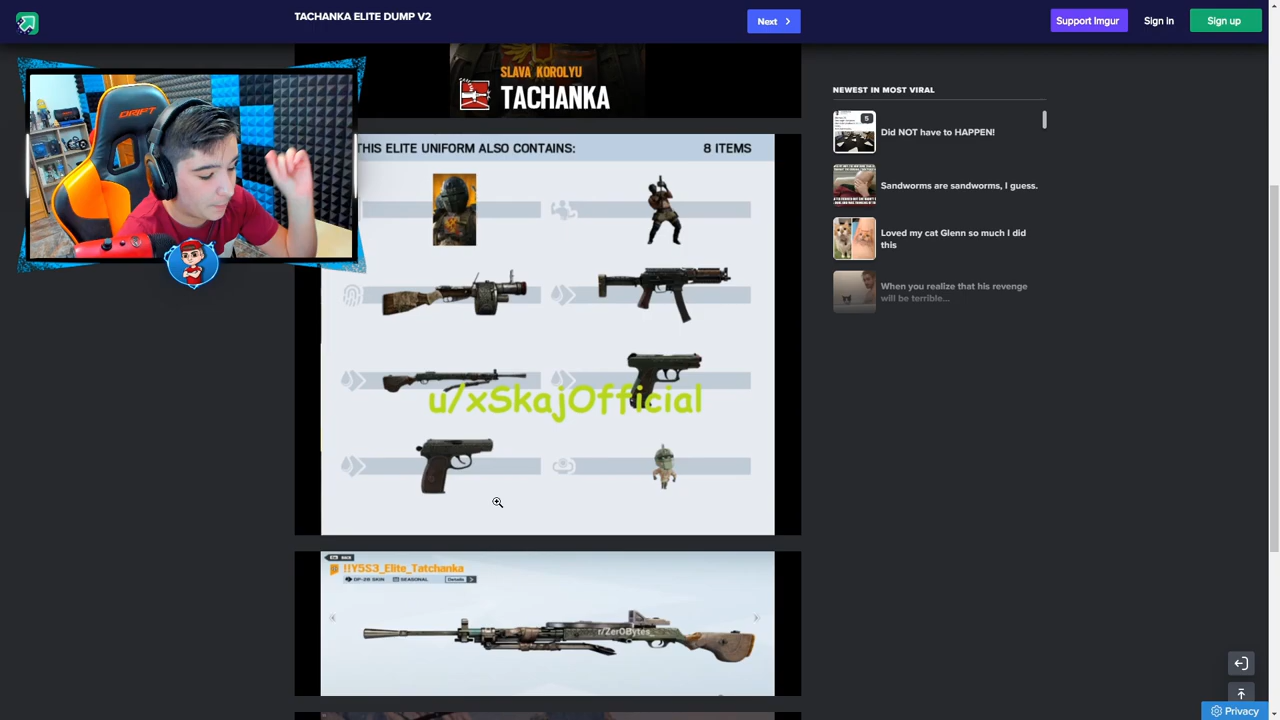 TACHANKA ELITE DUMP V2
Next
Support Imgur
Sign in
Sign up
SLAVA KOROLYU
TACHANKA
DRIFT
NEWEST IN MOST VIRAL
5
Did NOT have to HAPPEN!
Sandworms are sandworms, I guess.
Loved my cat Glenn so much I did
this
When you realize that his revenge
will be terrible...
THIS ELITE UNIFORM ALSO CONTAINS:
8 ITEMS
u/xSkajOfficial
BACK
!!Y5S3_Elite_Tatchanka
DP-28 SKIN
SEASONAL
Details
r/Zer0Bytes
Privacy